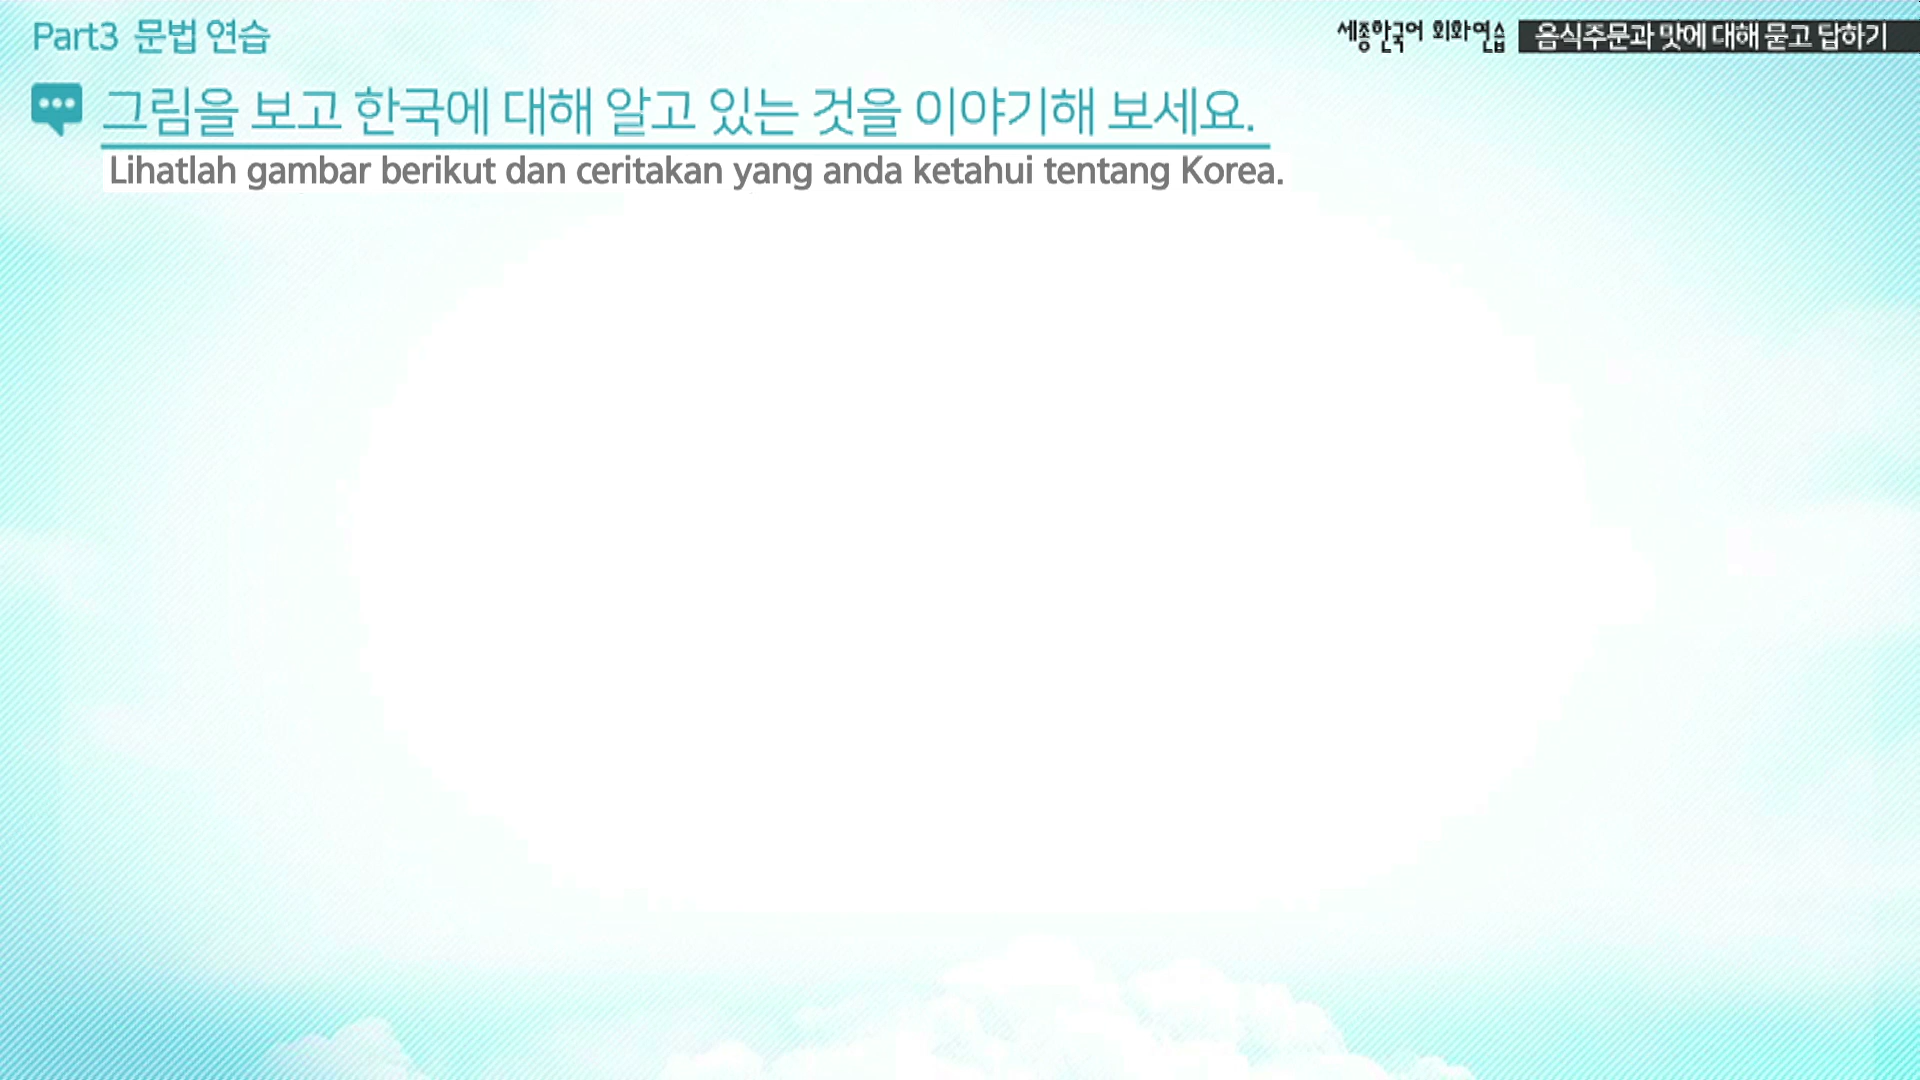 Part3 문법 연습
세종한국어 회화연습 음식주문과 맛에 대해 묻고 답하기
그림을 보고 한국에 대해 알고 있는 것을 이야기해 보세요.
Lihatlah gambar berikut dan ceritakan yang anda ketahui tentang Korea.